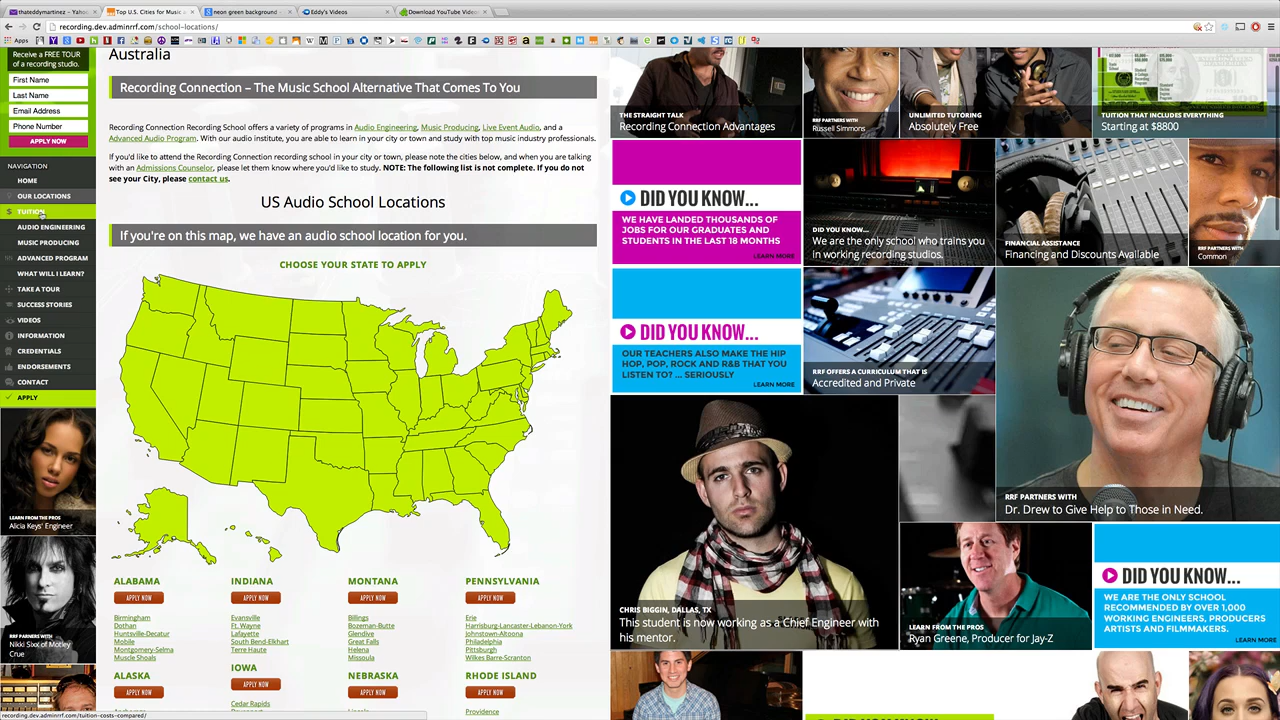 thateddymartinez – Yahoo
Top U.S. Cities for Music
neon green background
Eddy's Videos
Download YouTube Video
recording.dev.adminrrf.com/school-locations/
Receive a FREE TOUR
of a recording studio.
First Name
Last Name
Email Address
Phone Number
APPLY NOW
NAVIGATION
HOME
OUR LOCATIONS
TUITION
AUDIO ENGINEERING
MUSIC PRODUCING
ADVANCED PROGRAM
WHAT WILL I LEARN?
TAKE A TOUR
SUCCESS STORIES
VIDEOS
INFORMATION
CREDENTIALS
ENDORSEMENTS
CONTACT
APPLY
LEARN FROM THE PROS
Alicia Keys' Engineer
RRF PARTNERS WITH
Nikki Sixx of Motley
Crue
recording.dev.adminrrf.com/tuition-costs-compared/
Australia
Recording Connection – The Music School Alternative That Comes To You
Recording Connection Recording School offers a variety of programs in Audio Engineering, Music Producing, Live Event Audio, and a
Advanced Audio Program. With our audio institute, you are able to learn in your city or town and study with top music industry professionals.
If you'd like to attend the Recording Connection recording school in your city or town, please note the cities below, and when you are talking
with an Admissions Counselor, please let them know where you'd like to study. NOTE: The following list is not complete. If you do not
see your City, please contact us.
US Audio School Locations
If you're on this map, we have an audio school location for you.
CHOOSE YOUR STATE TO APPLY
ALABAMA
APPLY NOW
Birmingham
Dothan
Huntsville-Decatur
Mobile
Montgomery-Selma
Muscle Shoals
ALASKA
APPLY NOW
INDIANA
APPLY NOW
Evansville
Ft. Wayne
Lafayette
South Bend-Elkhart
Terre Haute
IOWA
APPLY NOW
Cedar Rapids
MONTANA
APPLY NOW
Billings
Bozeman-Butte
Glendive
Great Falls
Helena
Missoula
NEBRASKA
APPLY NOW
PENNSYLVANIA
APPLY NOW
Erie
Harrisburg-Lancaster-Lebanon-York
Johnstown-Altoona
Philadelphia
Pittsburgh
Wilkes Barre-Scranton
RHODE ISLAND
APPLY NOW
Providence
THE STRAIGHT TALK
Recording Connection Advantages
RRF PARTNERS WITH
Russell Simmons
UNLIMITED TUTORING
Absolutely Free
TUITION THAT INCLUDES EVERYTHING
Starting at $8800
DID YOU KNOW...
WE HAVE LANDED THOUSANDS OF
JOBS FOR OUR GRADUATES AND
STUDENTS IN THE LAST 18 MONTHS
LEARN MORE
DID YOU KNOW...
We are the only school who trains you
in working recording studios.
FINANCIAL ASSISTANCE
Financing and Discounts Available
RRF PARTNERS WITH
Common
DID YOU KNOW...
OUR TEACHERS ALSO MAKE THE HIP
HOP, POP, ROCK AND R&B THAT YOU
LISTEN TO? ... SERIOUSLY
LEARN MORE
RRF OFFERS A CURRICULUM THAT IS
Accredited and Private
RRF PARTNERS WITH
Dr. Drew to Give Help to Those in Need.
CHRIS BIGGIN, DALLAS, TX
This student is now working as a Chief Engineer with
his mentor.
LEARN FROM THE PROS
Ryan Greene, Producer for Jay-Z
DID YOU KNOW...
WE ARE THE ONLY SCHOOL
RECOMMENDED BY OVER 1,000
WORKING ENGINEERS, PRODUCERS
ARTISTS AND FILMMAKERS.
LEARN MORE